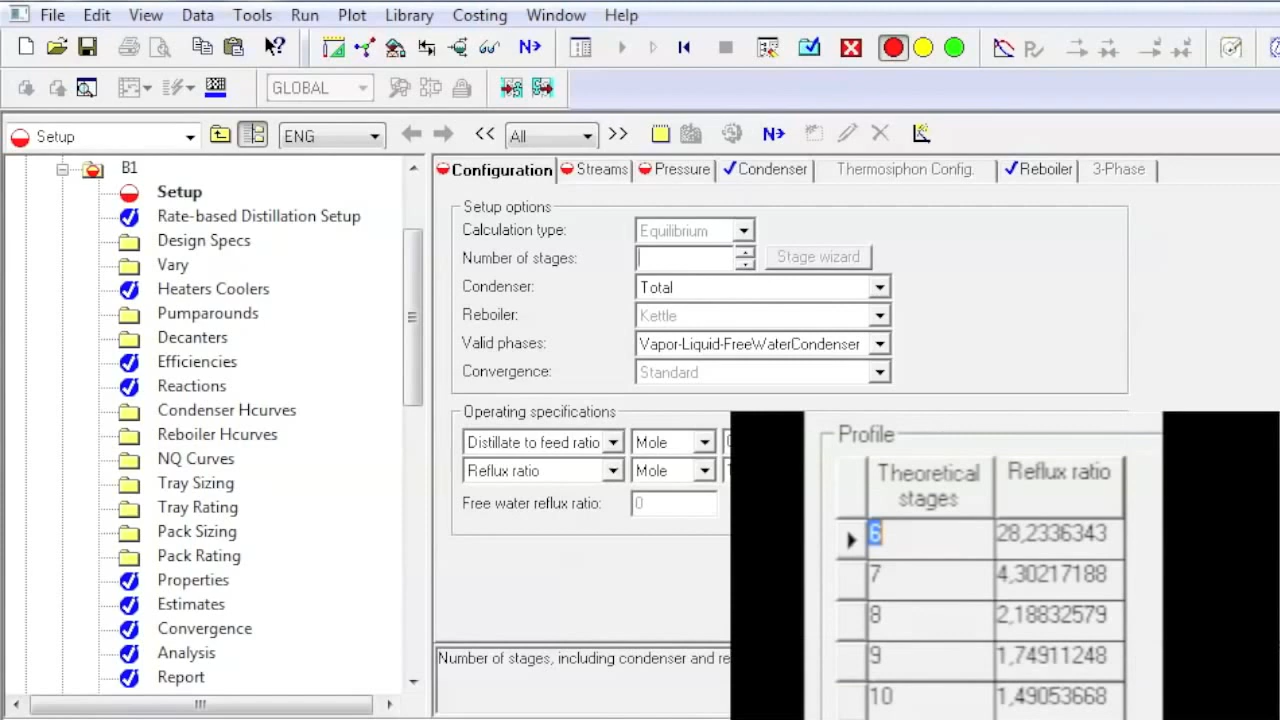 File Edit View Data Tools Run Plot Library Costing Window Help
N>
GLOBAL
Setup ENG << All >> N>
B1
Setup
Rate-based Distillation Setup
Design Specs
Vary
Heaters Coolers
Pumparounds
Decanters
Efficiencies
Reactions
Condenser Hcurves
Reboiler Hcurves
NQ Curves
Tray Sizing
Tray Rating
Pack Sizing
Pack Rating
Properties
Estimates
Convergence
Analysis
Report
Configuration Streams Pressure Condenser Thermosiphon Config. Reboiler 3-Phase
Setup options
Calculation type: Equilibrium
Number of stages: Stage wizard
Condenser: Total
Reboiler: Kettle
Valid phases: Vapor-Liquid-FreeWaterCondenser
Convergence: Standard
Operating specifications
Distillate to feed ratio Mole
Reflux ratio Mole
Free water reflux ratio: 0
Number of stages, including condenser and re
Profile
Theoretical stages Reflux ratio
6 28,2336343
7 4,30217188
8 2,18832579
9 1,74911248
10 1,49053668